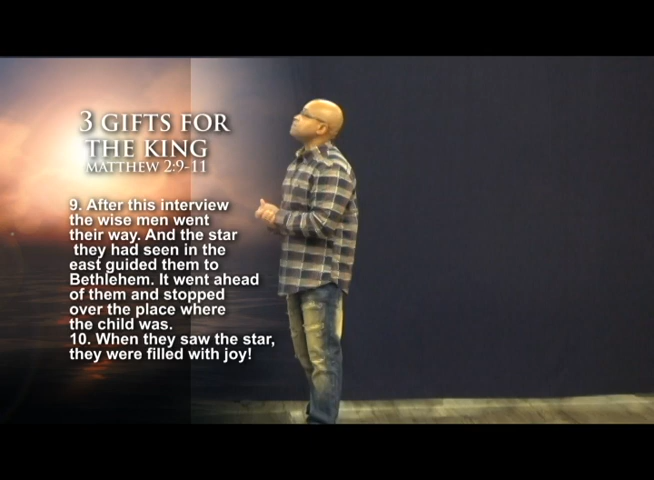 3 GIFTS FOR
THE KING
MATTHEW 2:9-11
9. After this interview
the wise men went
their way. And the star
they had seen in the
east guided them to
Bethlehem. It went ahead
of them and stopped
over the place where
the child was.
10. When they saw the star,
they were filled with joy!